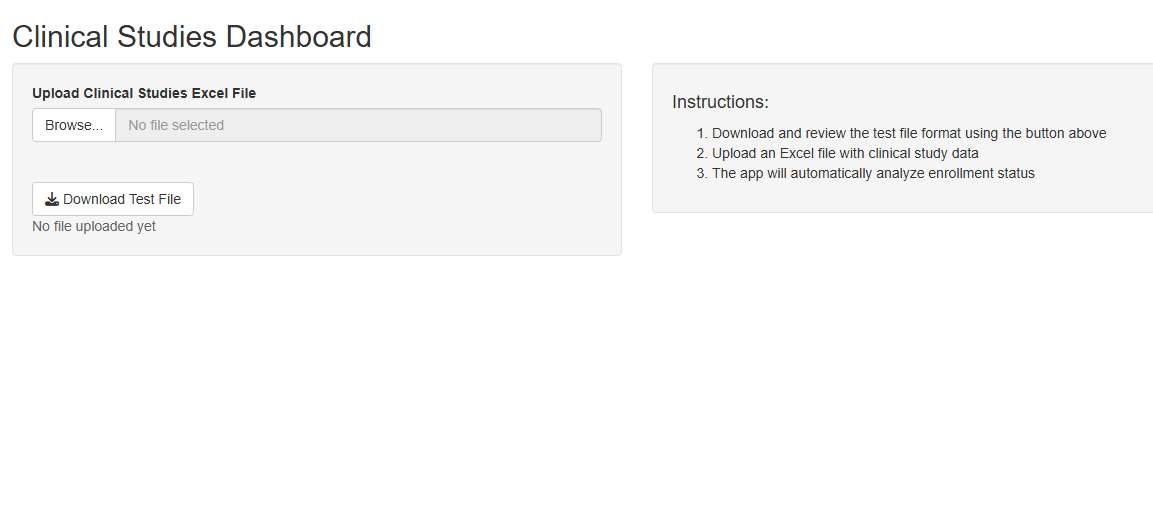 Clinical Studies Dashboard
Upload Clinical Studies Excel File
Browse... No file selected
Download Test File
No file uploaded yet
Instructions:
1. Download and review the test file format using the button above
2. Upload an Excel file with clinical study data
3. The app will automatically analyze enrollment status